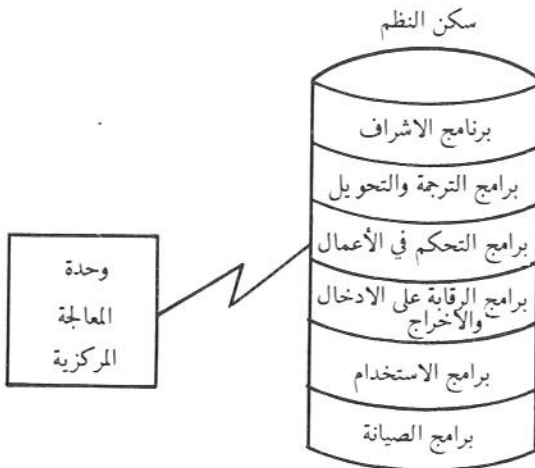 سكن النظم
برنامج الاشراف
برامج الترجمة والتحويل
برامج التحكم في الأعمال
برامج الرقابة على الادخال
والاخراج
برامج الاستخدام
برامج الصيانة
وحدة
المعالجة
المركزية